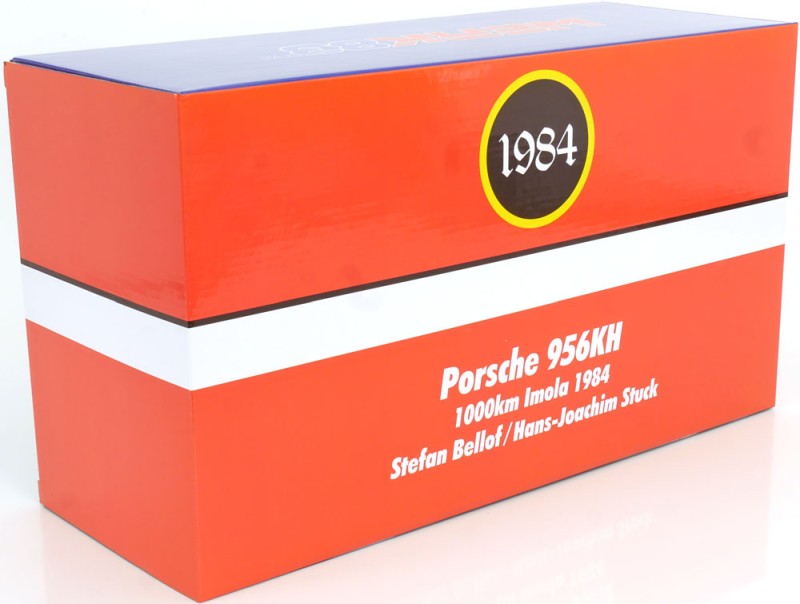 1984
Porsche 956KH
1000km Imola 1984
Stefan Bellof/Hans-Joachim Stuck